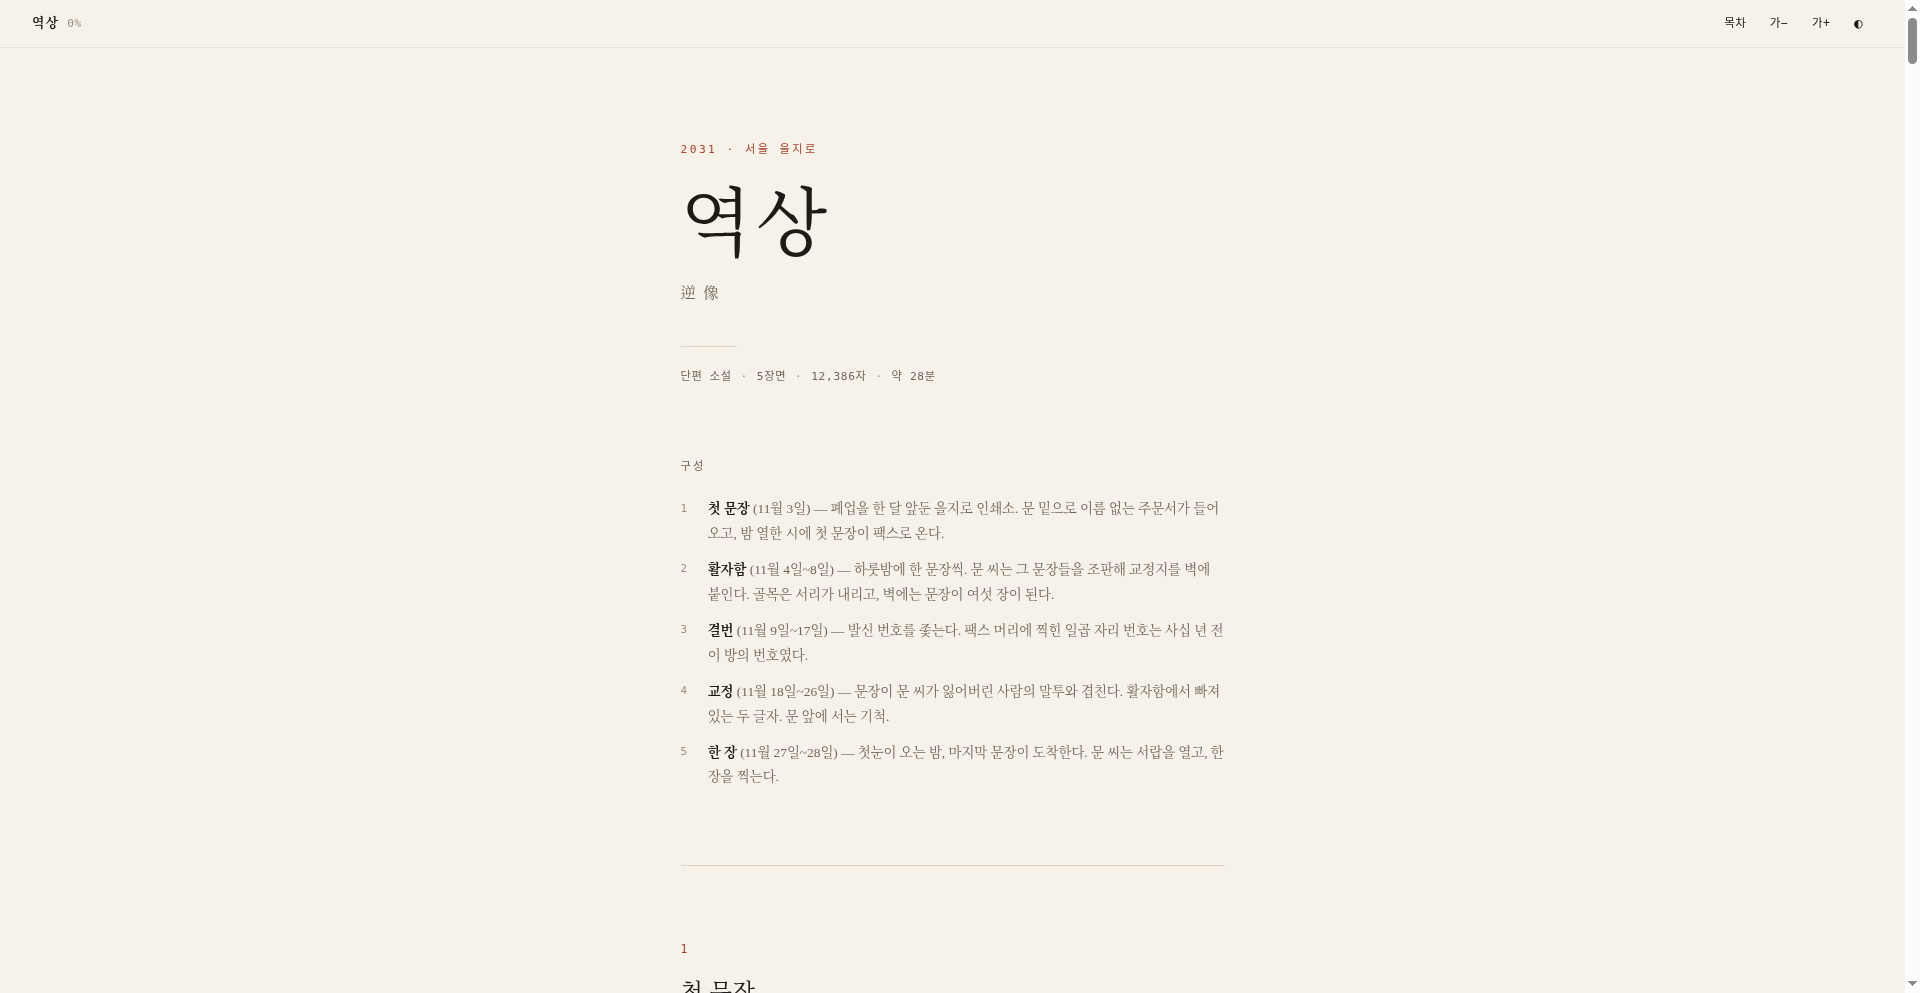 역상 0%
목차 가− 가+ ◐
2031 · 서울 을지로
역상
逆像
단편 소설 · 5장면 · 12,386자 · 약 28분
구성
1 첫 문장 (11월 3일) — 폐업을 한 달 앞둔 을지로 인쇄소. 문 밑으로 이름 없는 주문서가 들어
오고, 밤 열한 시에 첫 문장이 팩스로 온다.
2 활자함 (11월 4일~8일) — 하룻밤에 한 문장씩. 문 씨는 그 문장들을 조판해 교정지를 벽에
붙인다. 골목은 서리가 내리고, 벽에는 문장이 여섯 장이 된다.
3 결번 (11월 9일~17일) — 발신 번호를 좇는다. 팩스 머리에 찍힌 일곱 자리 번호는 사십 년 전
이 방의 번호였다.
4 교정 (11월 18일~26일) — 문장이 문 씨가 잃어버린 사람의 말투와 겹친다. 활자함에서 빠져
있는 두 글자. 문 앞에 서는 기척.
5 한 장 (11월 27일~28일) — 첫눈이 오는 밤, 마지막 문장이 도착한다. 문 씨는 서랍을 열고, 한
장을 찍는다.
1
첫 문장